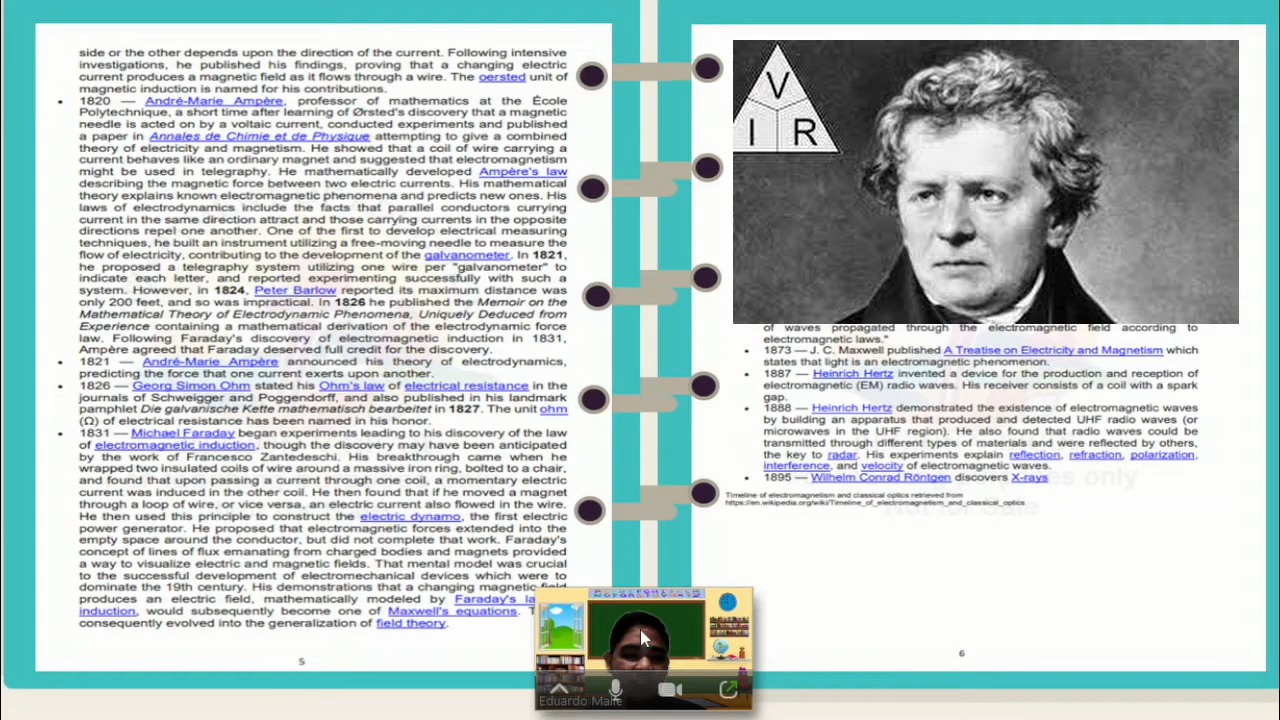 side or the other depends upon the direction of the current. Following intensive
investigations, he published his findings, proving that a changing electric
current produces a magnetic field as it flows through a wire. The oersted unit of
magnetic induction is named for his contributions.
• 1820 — André-Marie Ampère, professor of mathematics at the École
Polytechnique, a short time after learning of Ørsted's discovery that a magnetic
needle is acted on by a voltaic current, conducted experiments and published
a paper in Annales de Chimie et de Physique attempting to give a combined
theory of electricity and magnetism. He showed that a coil of wire carrying a
current behaves like an ordinary magnet and suggested that electromagnetism
might be used in telegraphy. He mathematically developed Ampère's law
describing the magnetic force between two electric currents. His mathematical
theory explains known electromagnetic phenomena and predicts new ones. His
laws of electrodynamics include the facts that parallel conductors currying
current in the same direction attract and those carrying currents in the opposite
directions repel one another. One of the first to develop electrical measuring
techniques, he built an instrument utilizing a free-moving needle to measure the
flow of electricity, contributing to the development of the galvanometer. In 1821,
he proposed a telegraphy system utilizing one wire per "galvanometer" to
indicate each letter, and reported experimenting successfully with such a
system. However, in 1824, Peter Barlow reported its maximum distance was
only 200 feet, and so was impractical. In 1826 he published the Memoir on the
Mathematical Theory of Electrodynamic Phenomena, Uniquely Deduced from
Experience containing a mathematical derivation of the electrodynamic force
law. Following Faraday's discovery of electromagnetic induction in 1831,
Ampère agreed that Faraday deserved full credit for the discovery.
• 1821 — André-Marie Ampère announced his theory of electrodynamics,
predicting the force that one current exerts upon another.
• 1826 — Georg Simon Ohm stated his Ohm's law of electrical resistance in the
journals of Schweigger and Poggendorff, and also published in his landmark
pamphlet Die galvanische Kette mathematisch bearbeitet in 1827. The unit ohm
(Ω) of electrical resistance has been named in his honor.
• 1831 — Michael Faraday began experiments leading to his discovery of the law
of electromagnetic induction, though the discovery may have been anticipated
by the work of Francesco Zantedeschi. His breakthrough came when he
wrapped two insulated coils of wire around a massive iron ring, bolted to a chair,
and found that upon passing a current through one coil, a momentary electric
current was induced in the other coil. He then found that if he moved a magnet
through a loop of wire, or vice versa, an electric current also flowed in the wire.
He then used this principle to construct the electric dynamo, the first electric
power generator. He proposed that electromagnetic forces extended into the
empty space around the conductor, but did not complete that work. Faraday's
concept of lines of flux emanating from charged bodies and magnets provided
a way to visualize electric and magnetic fields. That mental model was crucial
to the successful development of electromechanical devices which were to
dominate the 19th century. His demonstrations that a changing magnetic field
produces an electric field, mathematically modeled by Faraday's
induction, would subsequently become one of Maxwell's equations.
consequently evolved into the generalization of field theory.
5
V
I R
of waves propagated through the electromagnetic field according to
electromagnetic laws."
• 1873 — J. C. Maxwell published A Treatise on Electricity and Magnetism which
states that light is an electromagnetic phenomenon.
• 1887 — Heinrich Hertz invented a device for the production and reception of
electromagnetic (EM) radio waves. His receiver consists of a coil with a spark
gap.
• 1888 — Heinrich Hertz demonstrated the existence of electromagnetic waves
by building an apparatus that produced and detected UHF radio waves (or
microwaves in the UHF region). He also found that radio waves could be
transmitted through different types of materials and were reflected by others,
the key to radar. His experiments explain reflection, refraction, polarization,
interference, and velocity of electromagnetic waves.
• 1895 — Wilhelm Conrad Röntgen discovers X-rays
Timeline of electromagnetism and classical optics retrieved from
https://en.wikipedia.org/wiki/Timeline_of_electromagnetism_and_classical_optics
only
Not for Sale
6
Eduardo